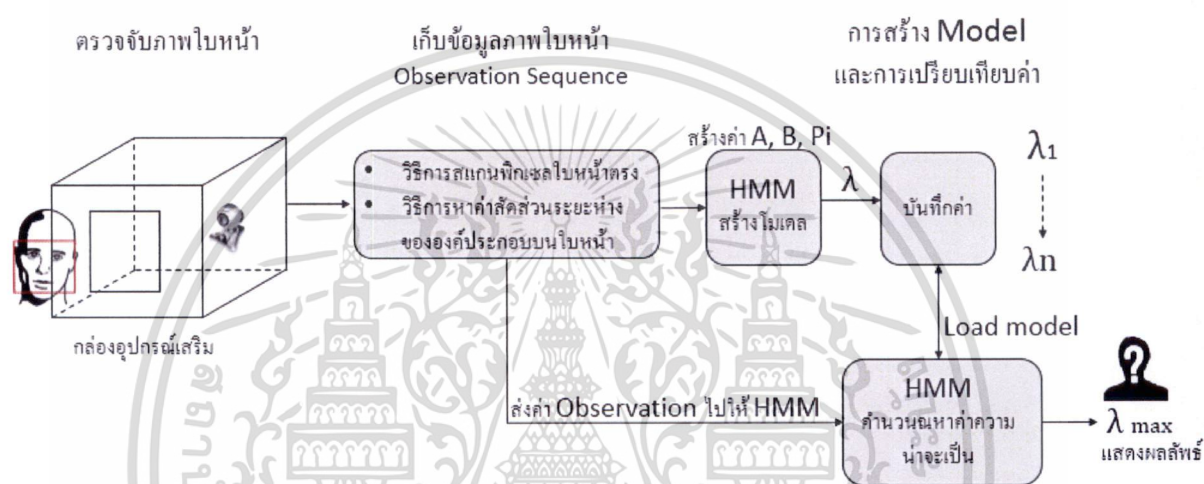 ตรวจจับภาพใบหน้า
เก็บข้อมูลภาพใบหน้า
Observation Sequence
การสร้าง Model
และการเปรียบเทียบค่า
กล่องอุปกรณ์เสริม
• วิธีการสแกนพิกเซลใบหน้าตรง
• วิธีการหาค่าสัดส่วนระยะห่าง
ขององค์ประกอบบนใบหน้า
สร้างค่า A, B, Pi
HMM
สร้างโมเดล
λ
บันทึกค่า
λ1
λn
Load model
ส่งค่า Observation ไปให้ HMM
HMM
คำนวณหาค่าความ
น่าจะเป็น
λ max
แสดงผลลัพธ์